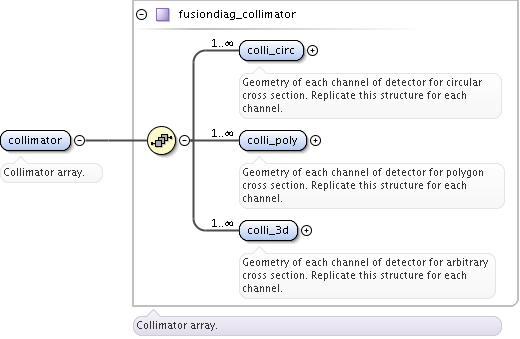 fusiondiag_collimator
1..∞
colli_circ
Geometry of each channel of detector for circular
cross section. Replicate this structure for each
channel.
collimator
Collimator array.
1..∞
colli_poly
Geometry of each channel of detector for polygon
cross section. Replicate this structure for each
channel.
1..∞
colli_3d
Geometry of each channel of detector for arbitrary
cross section. Replicate this structure for each
channel.
Collimator array.